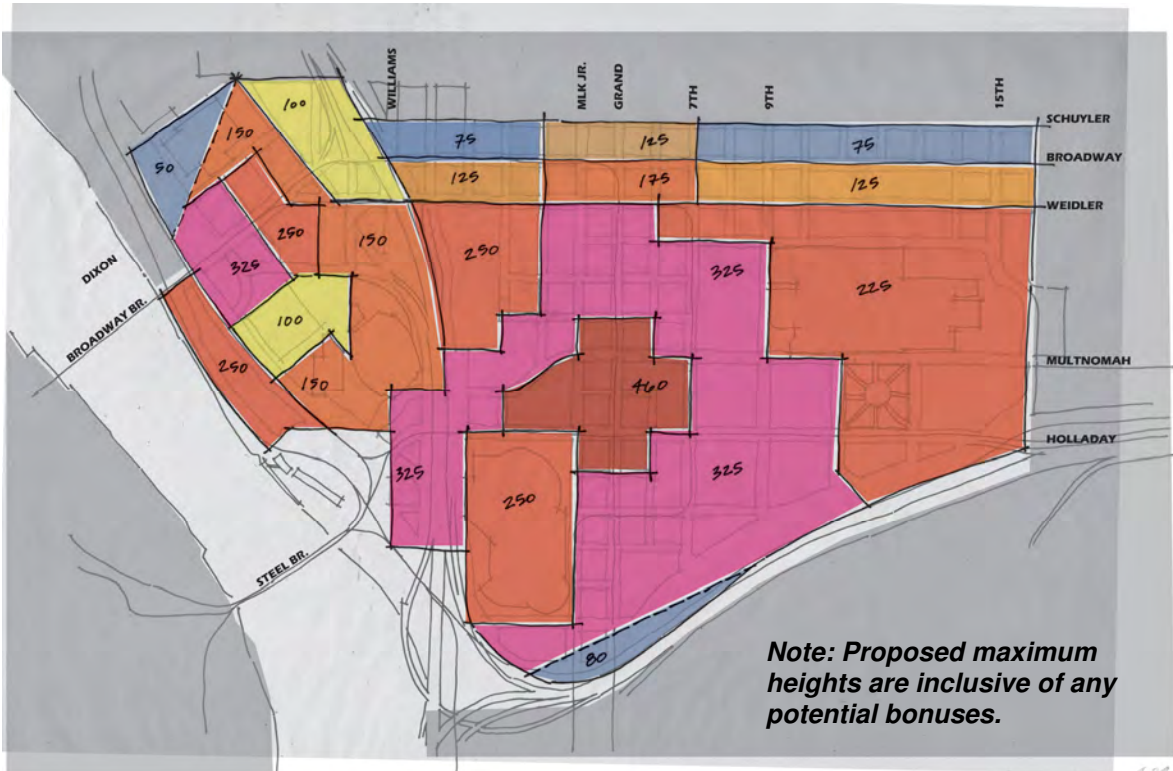 WILLIAMS
MLK JR.
GRAND
7TH
9TH
15TH
SCHUYLER
BROADWAY
WEIDLER
MULTNOMAH
HOLLADAY
DIXON
BROADWAY BR.
STEEL BR.
100
150
50
75
125
75
125
175
125
250
150
250
325
325
225
100
250
150
460
325
250
325
80
Note: Proposed maximum
heights are inclusive of any
potential bonuses.